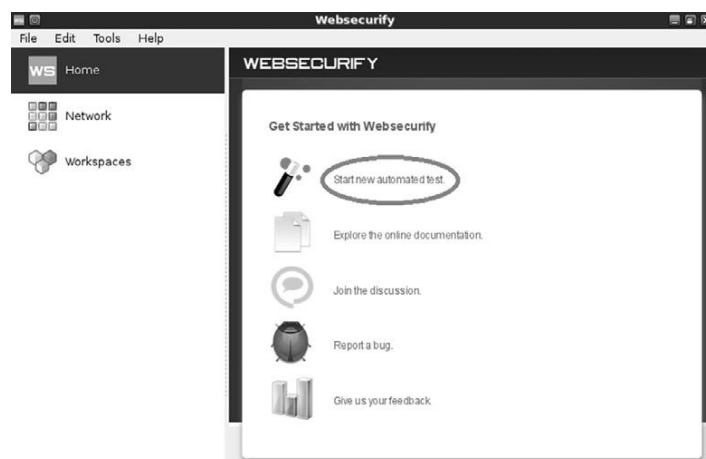 Websecurify
File Edit Tools Help
WS Home
WEBSECURIFY
Network
Workspaces
Get Started with Websecurify
Start new automated test.
Explore the online documentation.
Join the discussion.
Report a bug.
Give us your feedback.